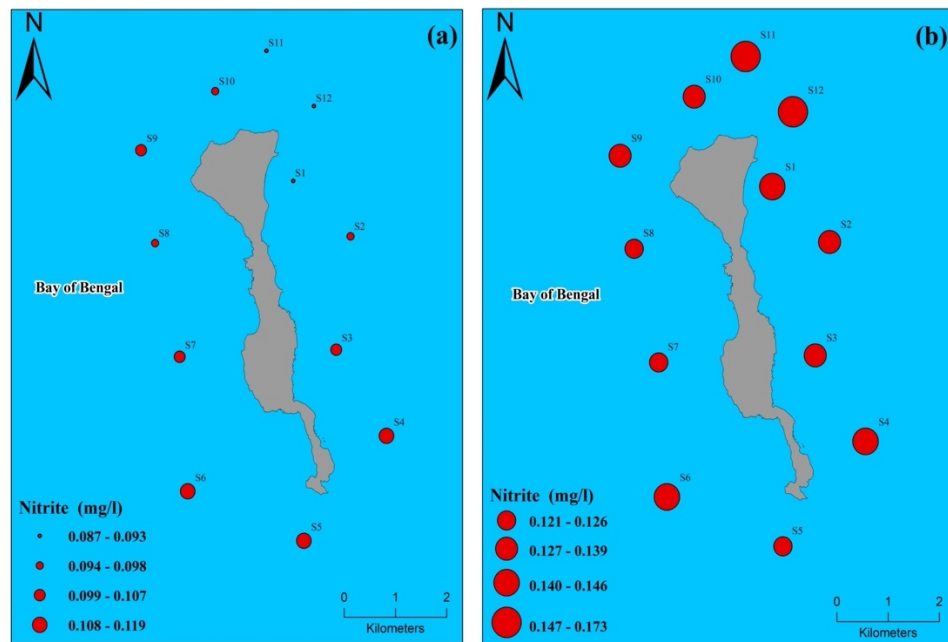 N
(a)
S11
S10
S12
S9
S1
S2
S8
Bay of Bengal
S3
S7
S4
S6
S5
Nitrite (mg/l)
0.087 - 0.093
0.094 - 0.098
0.099 - 0.107
0.108 - 0.119
0 1 2
Kilometers
N
(b)
S11
S10
S12
S9
S1
S2
S8
Bay of Bengal
S3
S7
S4
S6
S5
Nitrite (mg/l)
0.121 - 0.126
0.127 - 0.139
0.140 - 0.146
0.147 - 0.173
0 1 2
Kilometers